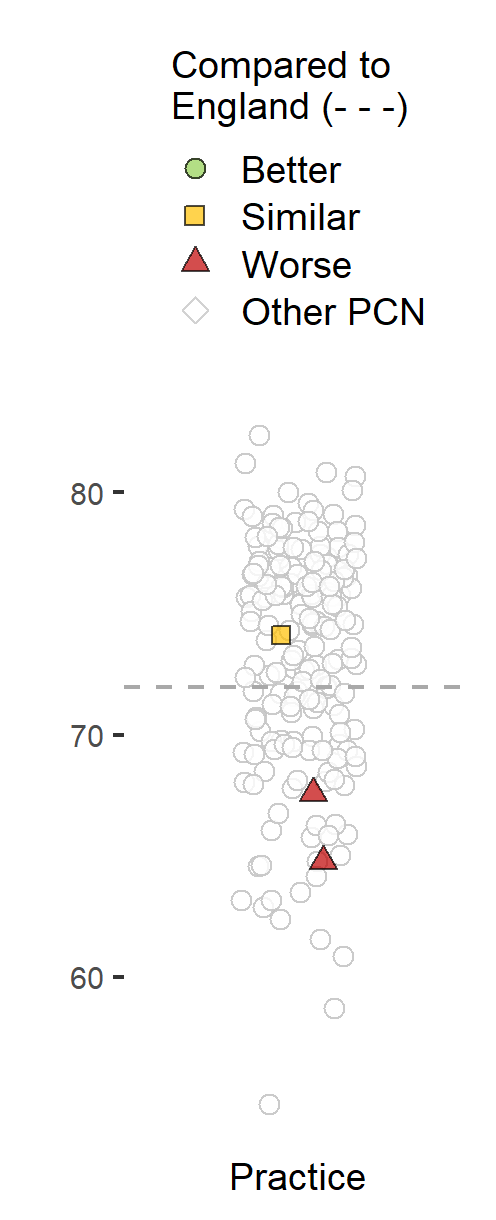 Compared to
England (- - -)
Better
Similar
Worse
Other PCN
80
70
60
Practice